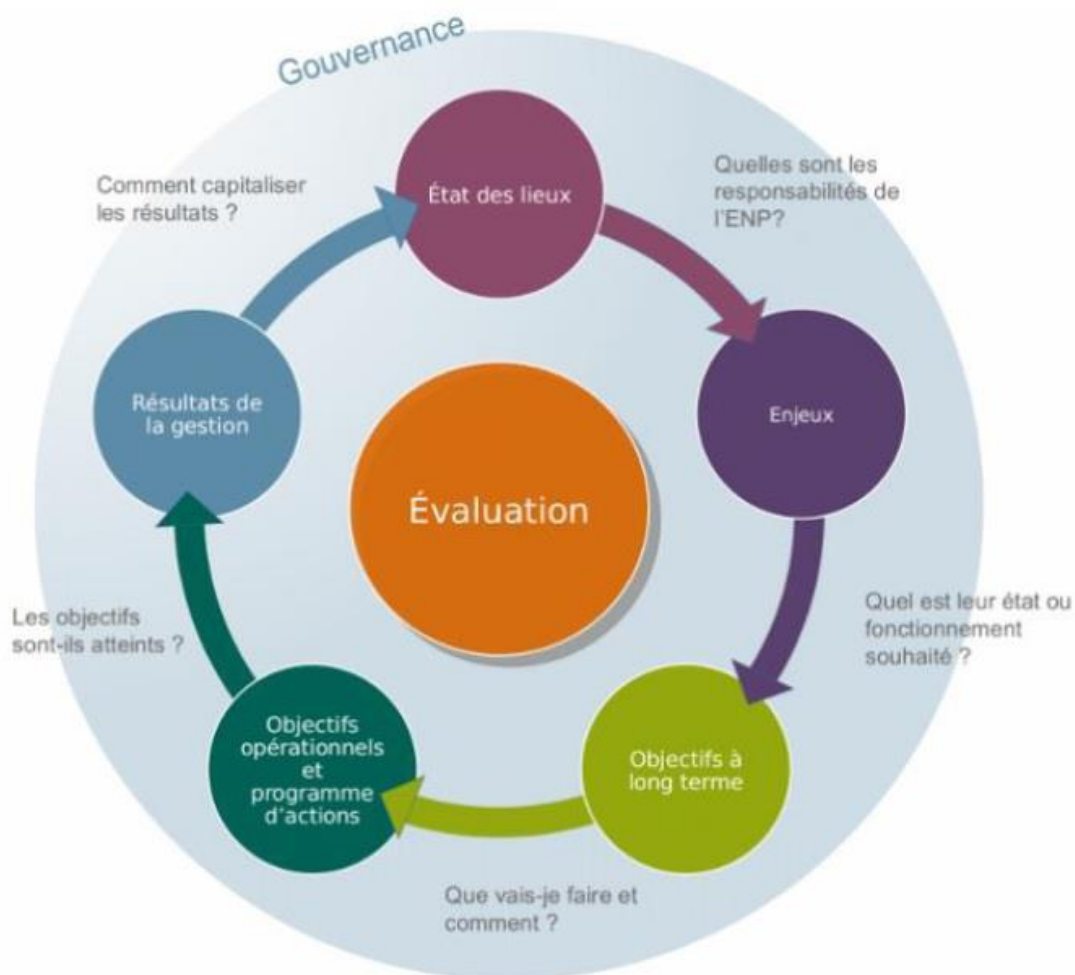 Gouvernance
État des lieux
Quelles sont les
responsabilités de
l'ENP?
Enjeux
Quel est leur état ou
fonctionnement
souhaité ?
Objectifs à
long terme
Que vais-je faire et
comment ?
Objectifs
opérationnels
et
programme
d'actions
Les objectifs
sont-ils atteints ?
Résultats de
la gestion
Comment capitaliser
les résultats ?
Évaluation